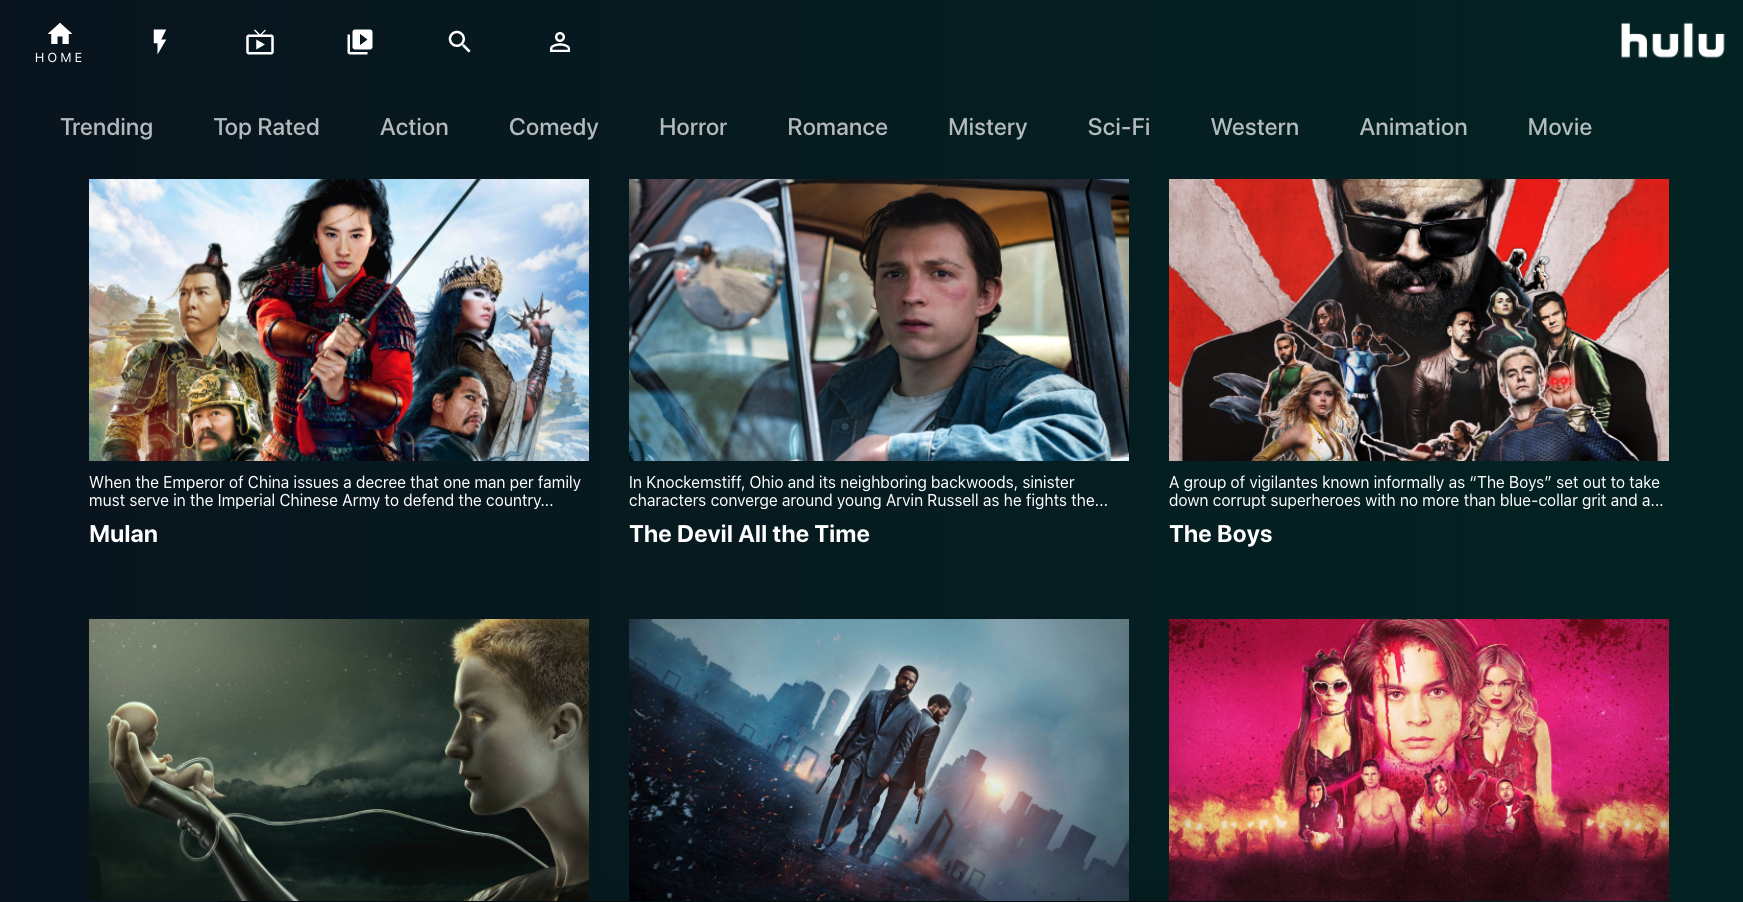 HOME
hulu
Trending Top Rated Action Comedy Horror Romance Mistery Sci-Fi Western Animation Movie
When the Emperor of China issues a decree that one man per family
must serve in the Imperial Chinese Army to defend the country...
Mulan
In Knockemstiff, Ohio and its neighboring backwoods, sinister
characters converge around young Arvin Russell as he fights the...
The Devil All the Time
A group of vigilantes known informally as “The Boys” set out to take
down corrupt superheroes with no more than blue-collar grit and a...
The Boys